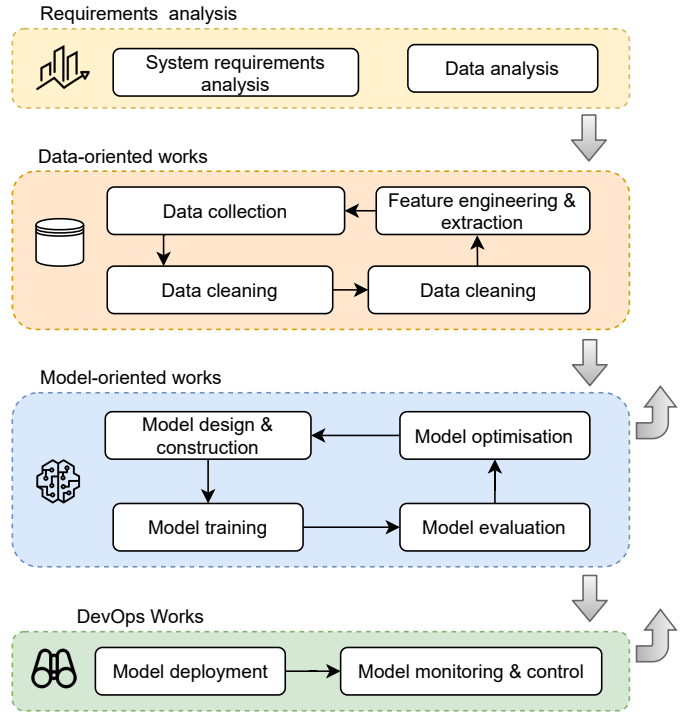 Requirements analysis
System requirements
analysis
Data analysis
Data-oriented works
Data collection
Feature engineering &
extraction
Data cleaning
Data cleaning
Model-oriented works
Model design &
construction
Model optimisation
Model training
Model evaluation
DevOps Works
Model deployment
Model monitoring & control